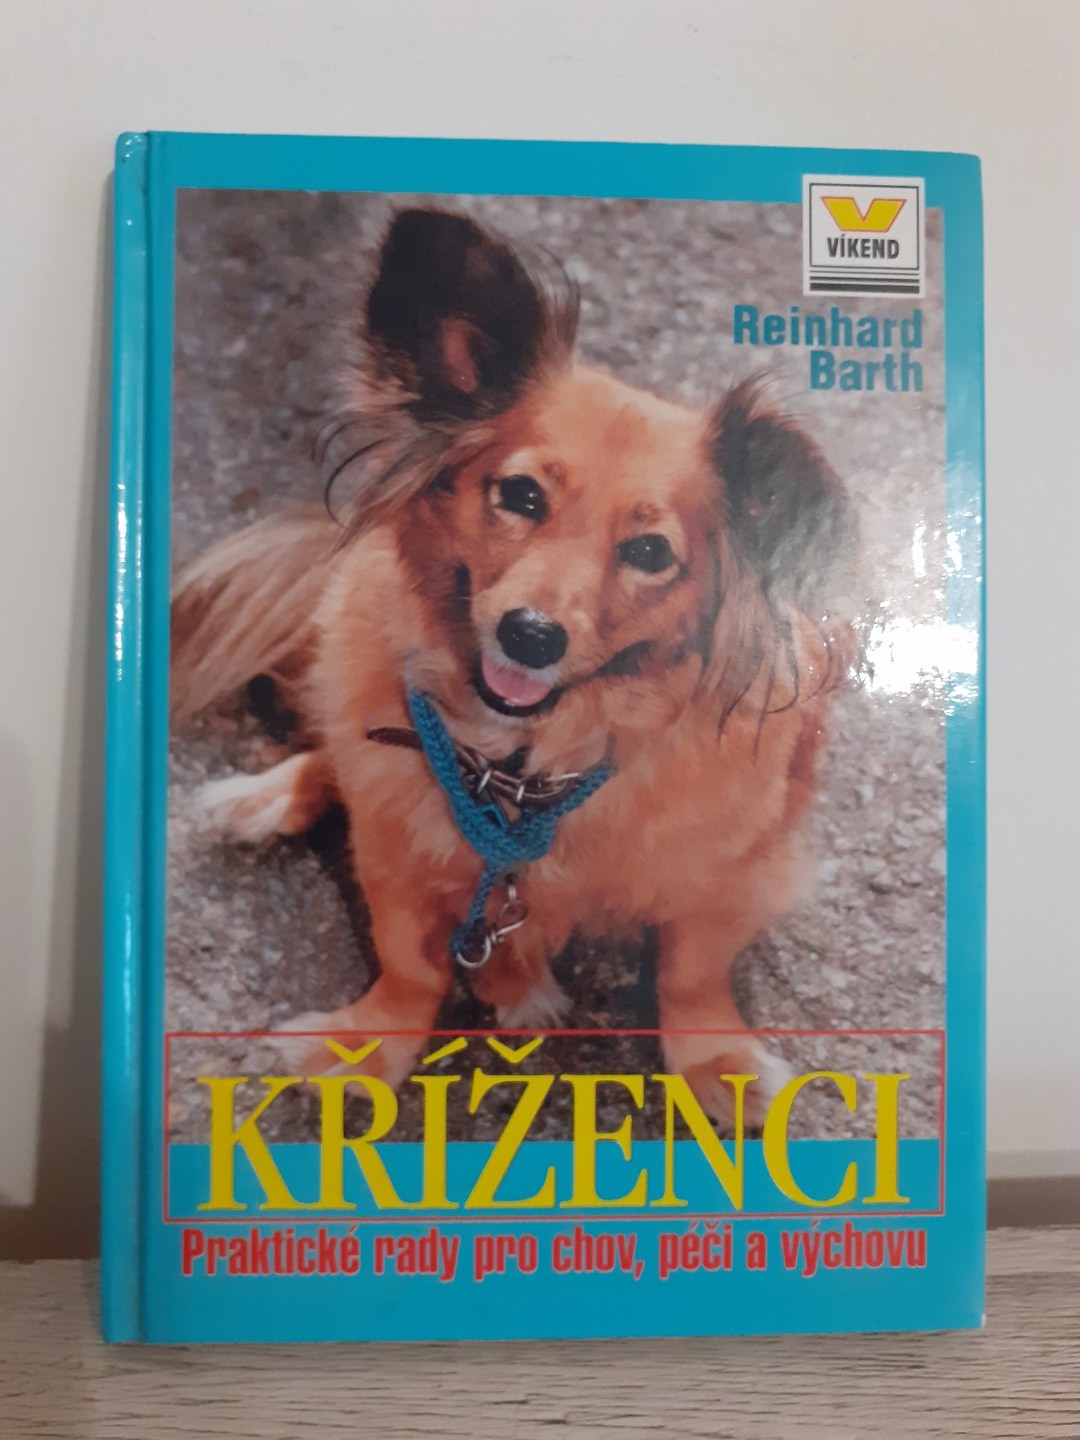 VÍKEND
Reinhard
Barth
KŘÍŽENCI
Praktické rady pro chov, péči a výchovu